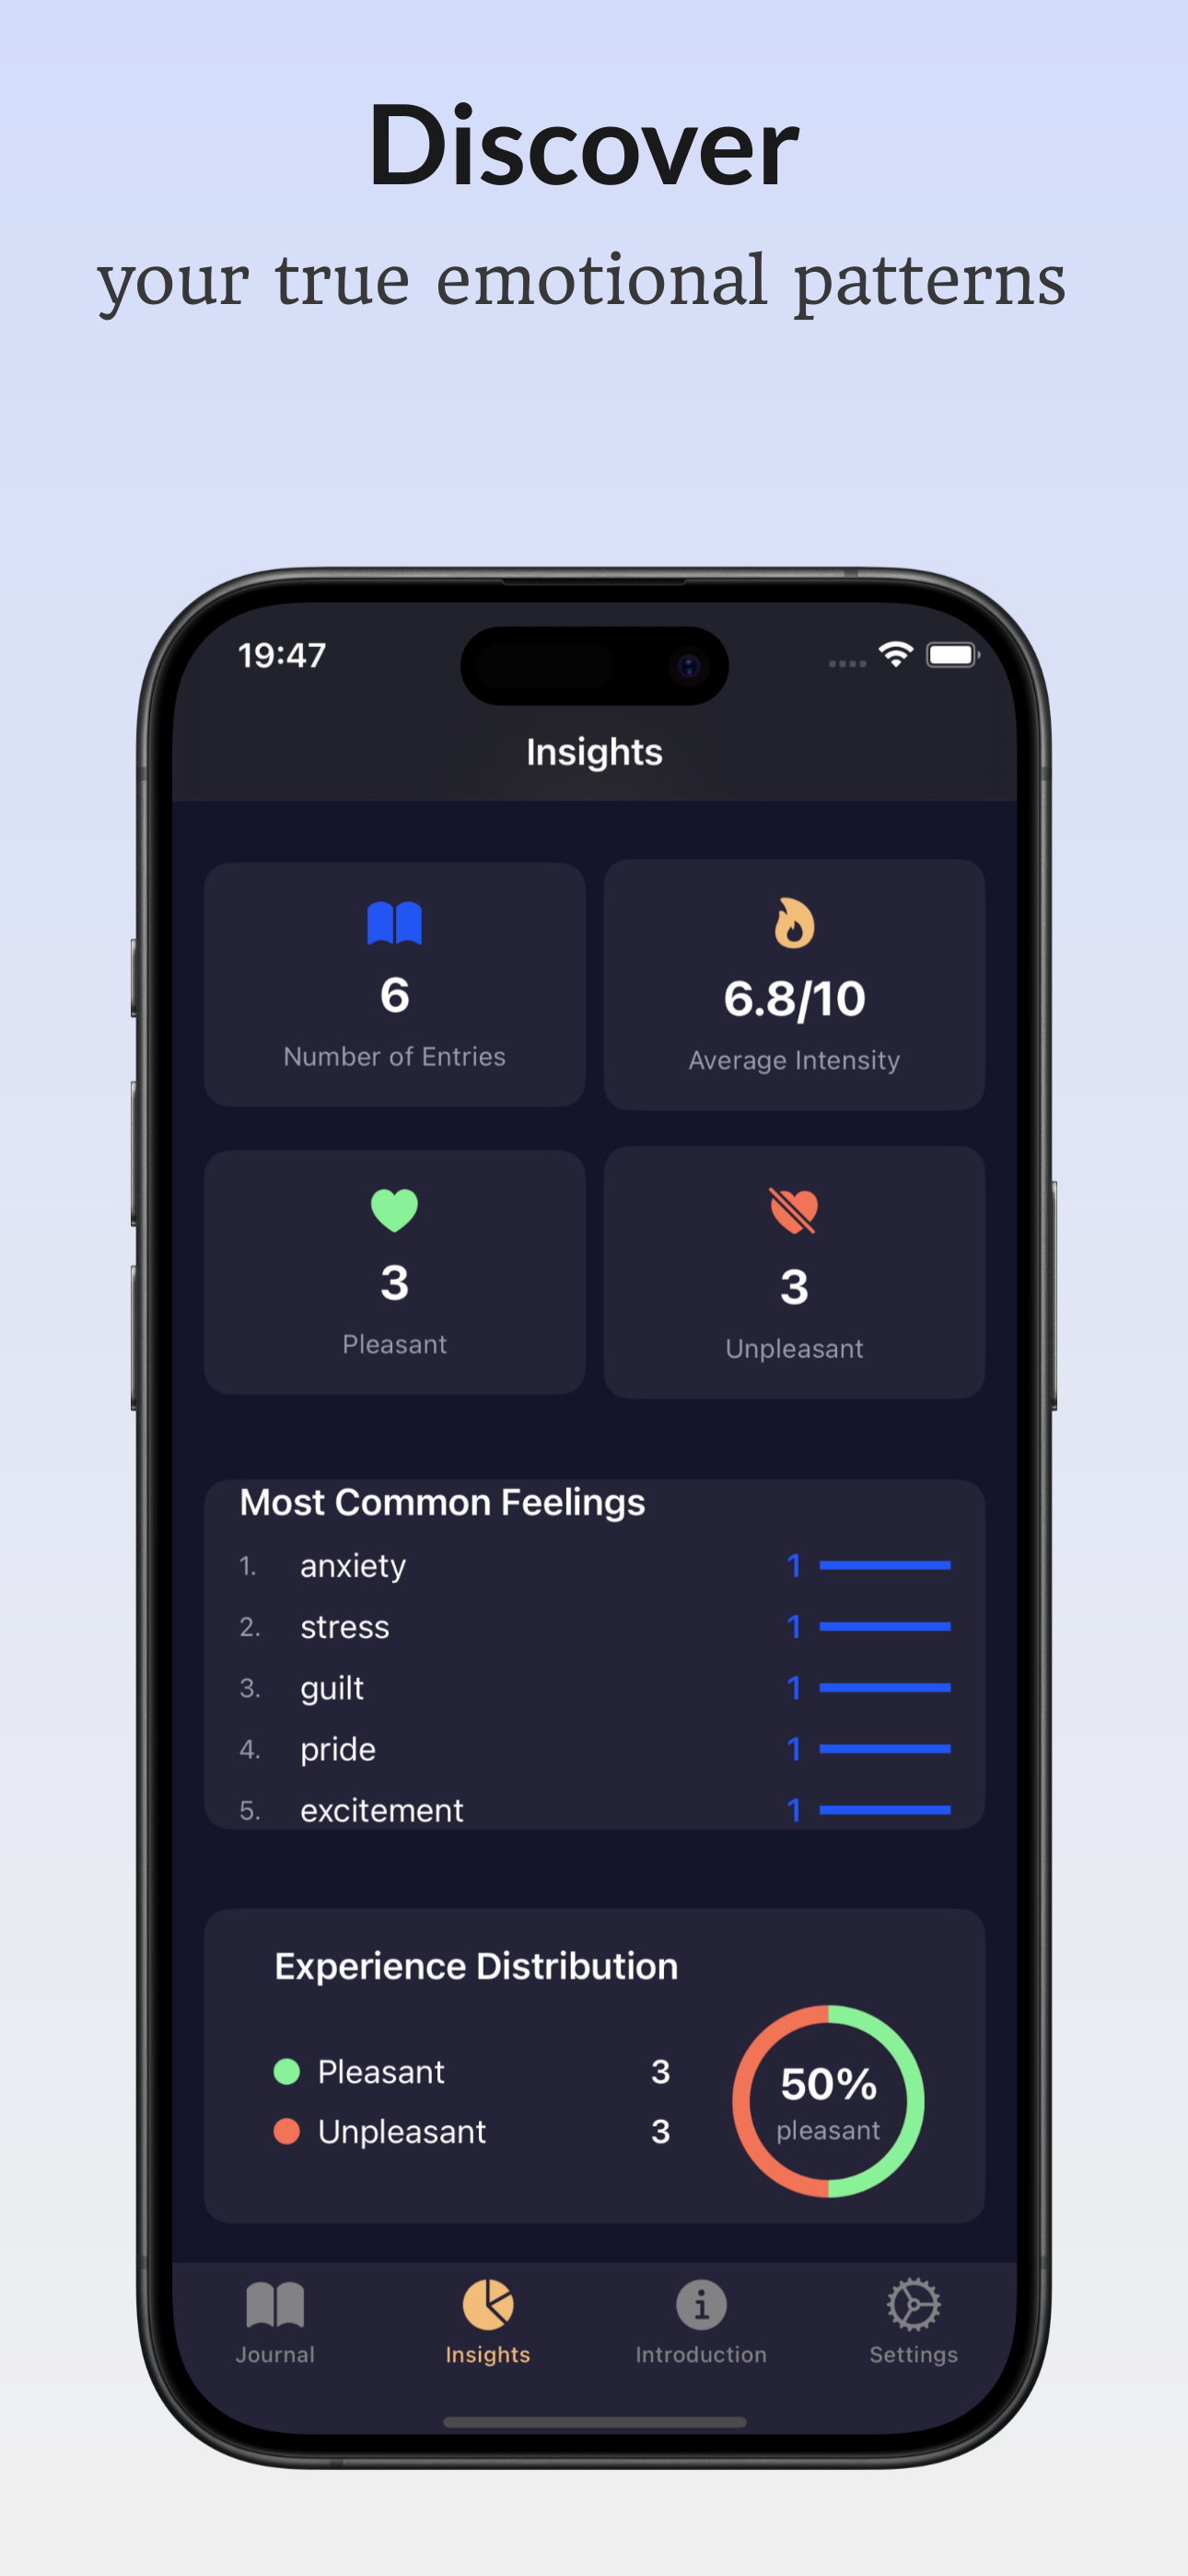 Discover
your true emotional patterns
19:47
Insights
6
Number of Entries
6.8/10
Average Intensity
3
Pleasant
3
Unpleasant
Most Common Feelings
1. anxiety 1
2. stress 1
3. guilt 1
4. pride 1
5. excitement 1
Experience Distribution
Pleasant 3
Unpleasant 3
50%
pleasant
Journal Insights Introduction Settings